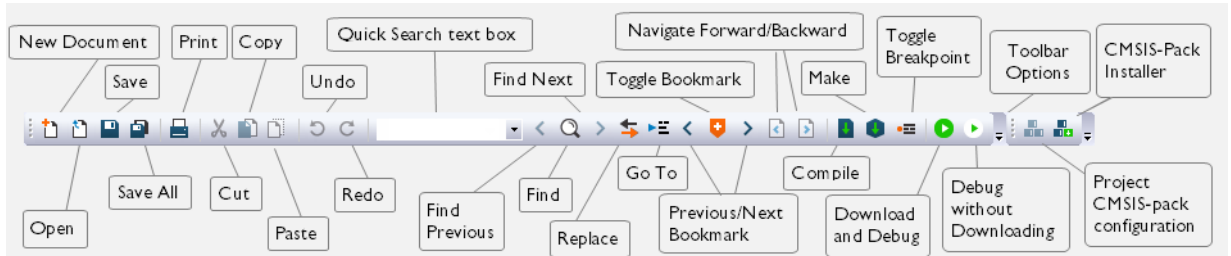 New Document
Print
Copy
Quick Search text box
Navigate Forward/Backward
Toggle
Breakpoint
Toolbar
Options
CMSIS-Pack
Installer
Save
Undo
Find Next
Toggle Bookmark
Make
Open
Save All
Cut
Paste
Redo
Find
Previous
Find
Replace
Go To
Previous/Next
Bookmark
Compile
Download
and Debug
Debug
without
Downloading
Project
CMSIS-pack
configuration